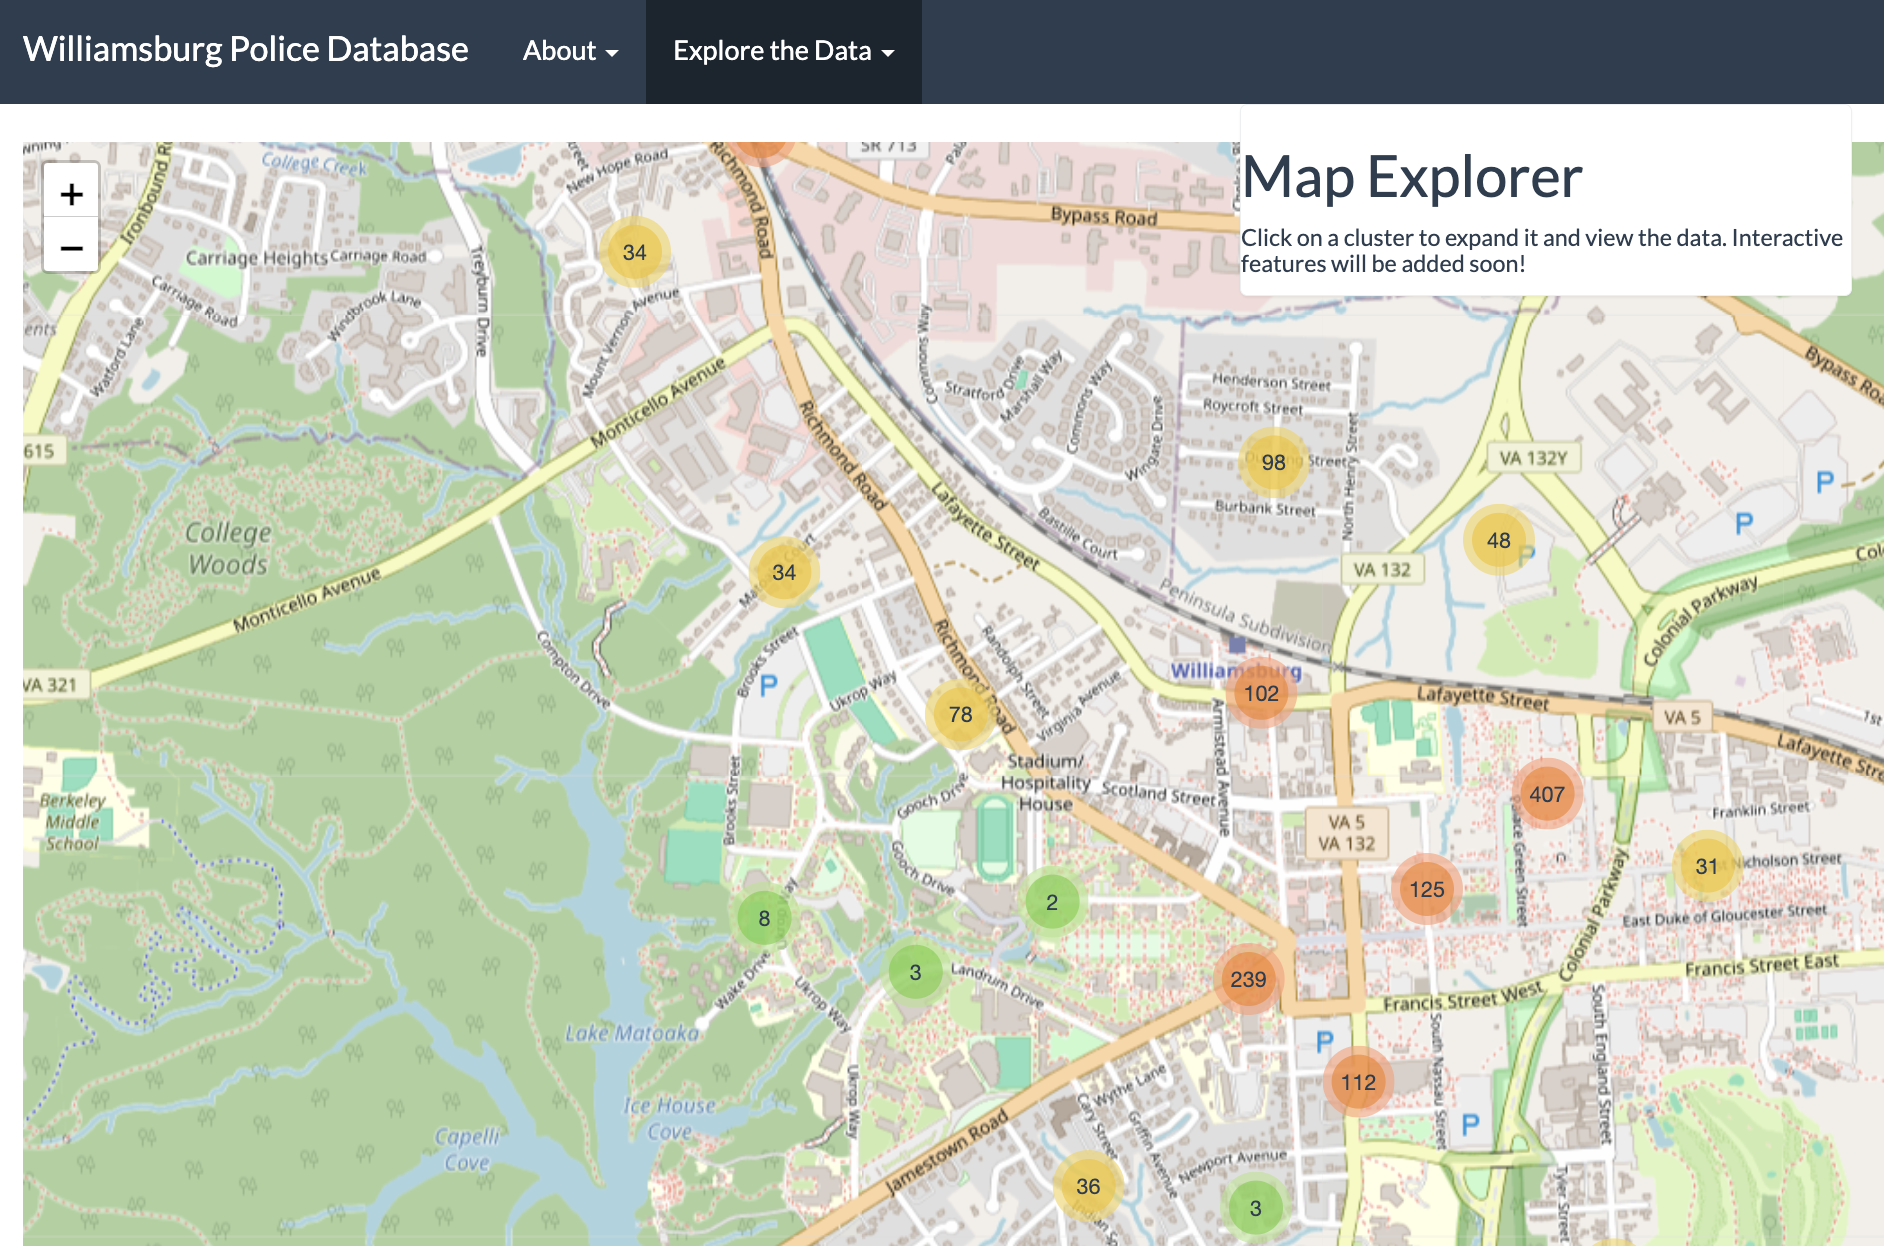 Williamsburg Police Database
About
Explore the Data
Map Explorer
Click on a cluster to expand it and view the data. Interactive
features will be added soon!
+
−
Ironbound R
College Creek
New Hope Road
Richmond Road
SR 713
Bypass Road
34
Carriage Heights
Carriage Road
Carriage Road
Treyburn Drive
Windbrook Lane
Watford Lane
ents
Mount Vernon Avenue
Monticello Avenue
Commons Way
Stratford Drive
Marshall Way
Commons Way
Wingate Drive
Henderson Street
Roycroft Street
98
Street
Burbank Street
North Henry Street
VA 132Y
Bypass Roa
P
P
48
P
615
College
Woods
Richmond Road
Lafayette Street
Bastille Court
VA 132
Peninsula Subdivision
Colonial Parkway
Col
34
Court
Monticello Avenue
Compton Drive
Brooks Street
P
Ukrop Way
Richmond Road
Randolph Street
Virginia Avenue
VA 321
78
Williamsburg
102
Armistead Avenue
Lafayette Street
VA 5
1st
Lafayette Stre
Stadium/
Hospitality
House
Scotland Street
Brooks Street
Gooch Drive
Gooch Drive
Berkeley
Middle
School
VA 5
VA 132
407
Palace Green Street
Franklin Street
31
Nicholson Street
125
East Duke of Gloucester Street
Colonial Parkway
Francis Street East
Francis Street West
8
2
3
239
Landrum Drive
Wake Drive
Ukrop Way
Lake Matoaka
P
112
South Nassau Street
South England Street
P
Ukrop Way
Ice House
Cove
Capelli
Cove
Jamestown Road
Wythe Lane
Cary Street
Griffin Avenue
Newport Avenue
36
3
Tyler Street